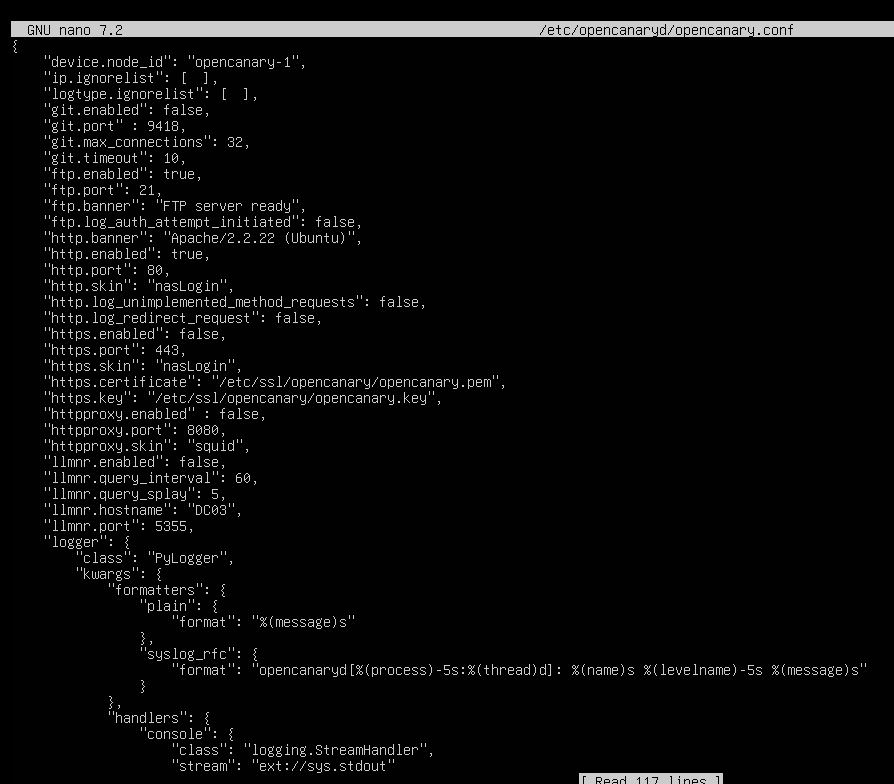 GNU nano 7.2 /etc/opencanaryd/opencanary.conf
{
    "device.node_id": "opencanary-1",
    "ip.ignorelist": [  ],
    "logtype.ignorelist": [  ],
    "git.enabled": false,
    "git.port" : 9418,
    "git.max_connections": 32,
    "git.timeout": 10,
    "ftp.enabled": true,
    "ftp.port": 21,
    "ftp.banner": "FTP server ready",
    "ftp.log_auth_attempt_initiated": false,
    "http.banner": "Apache/2.2.22 (Ubuntu)",
    "http.enabled": true,
    "http.port": 80,
    "http.skin": "nasLogin",
    "http.log_unimplemented_method_requests": false,
    "http.log_redirect_request": false,
    "https.enabled": false,
    "https.port": 443,
    "https.skin": "nasLogin",
    "https.certificate": "/etc/ssl/opencanary/opencanary.pem",
    "https.key": "/etc/ssl/opencanary/opencanary.key",
    "httpproxy.enabled" : false,
    "httpproxy.port": 8080,
    "httpproxy.skin": "squid",
    "llmnr.enabled": false,
    "llmnr.query_interval": 60,
    "llmnr.query_splay": 5,
    "llmnr.hostname": "DC03",
    "llmnr.port": 5355,
    "logger": {
        "class": "PyLogger",
        "kwargs": {
            "formatters": {
                "plain": {
                    "format": "%(message)s"
                },
                "syslog_rfc": {
                    "format": "opencanaryd[%(process)-5s:%(thread)d]: %(name)s %(levelname)-5s %(message)s"
                }
            },
            "handlers": {
                "console": {
                    "class": "logging.StreamHandler",
                    "stream": "ext://sys.stdout"
[ Read 117 lines ]